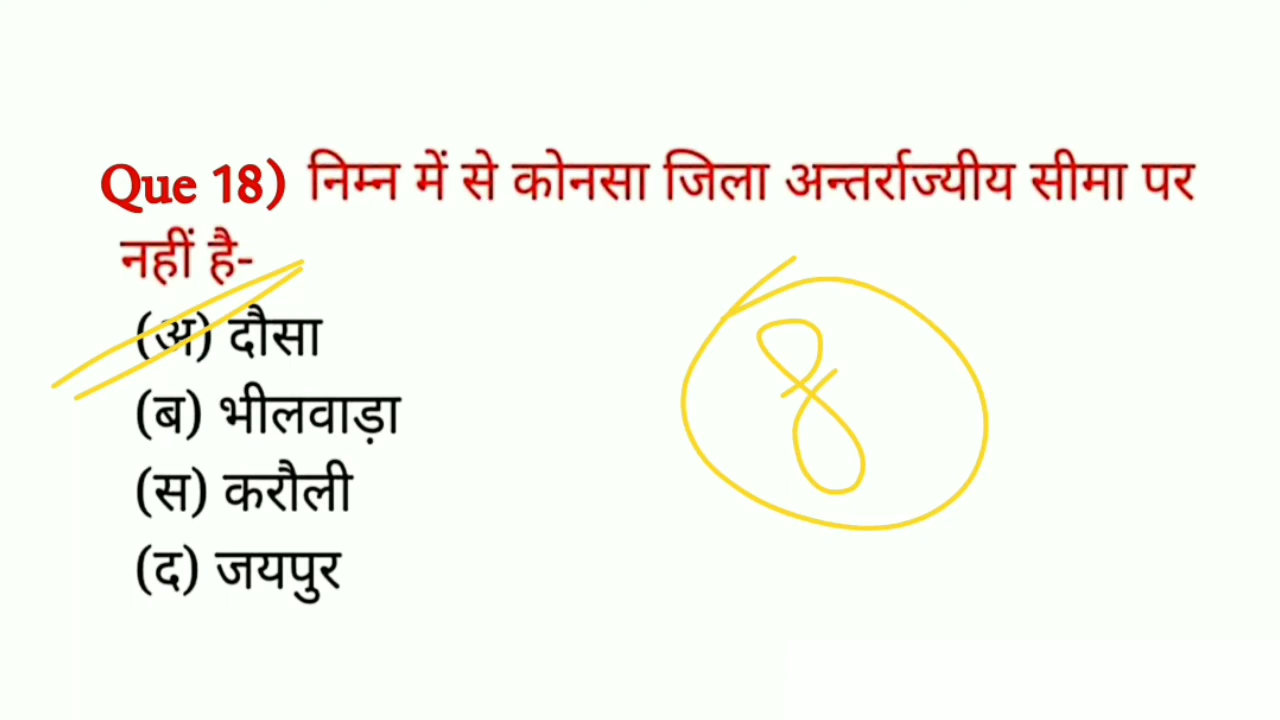 Que 18) निम्न में से कोनसा जिला अन्तर्राज्यीय सीमा पर
नहीं है-
(अ) दौसा
(ब) भीलवाड़ा
(स) करौली
(द) जयपुर
8